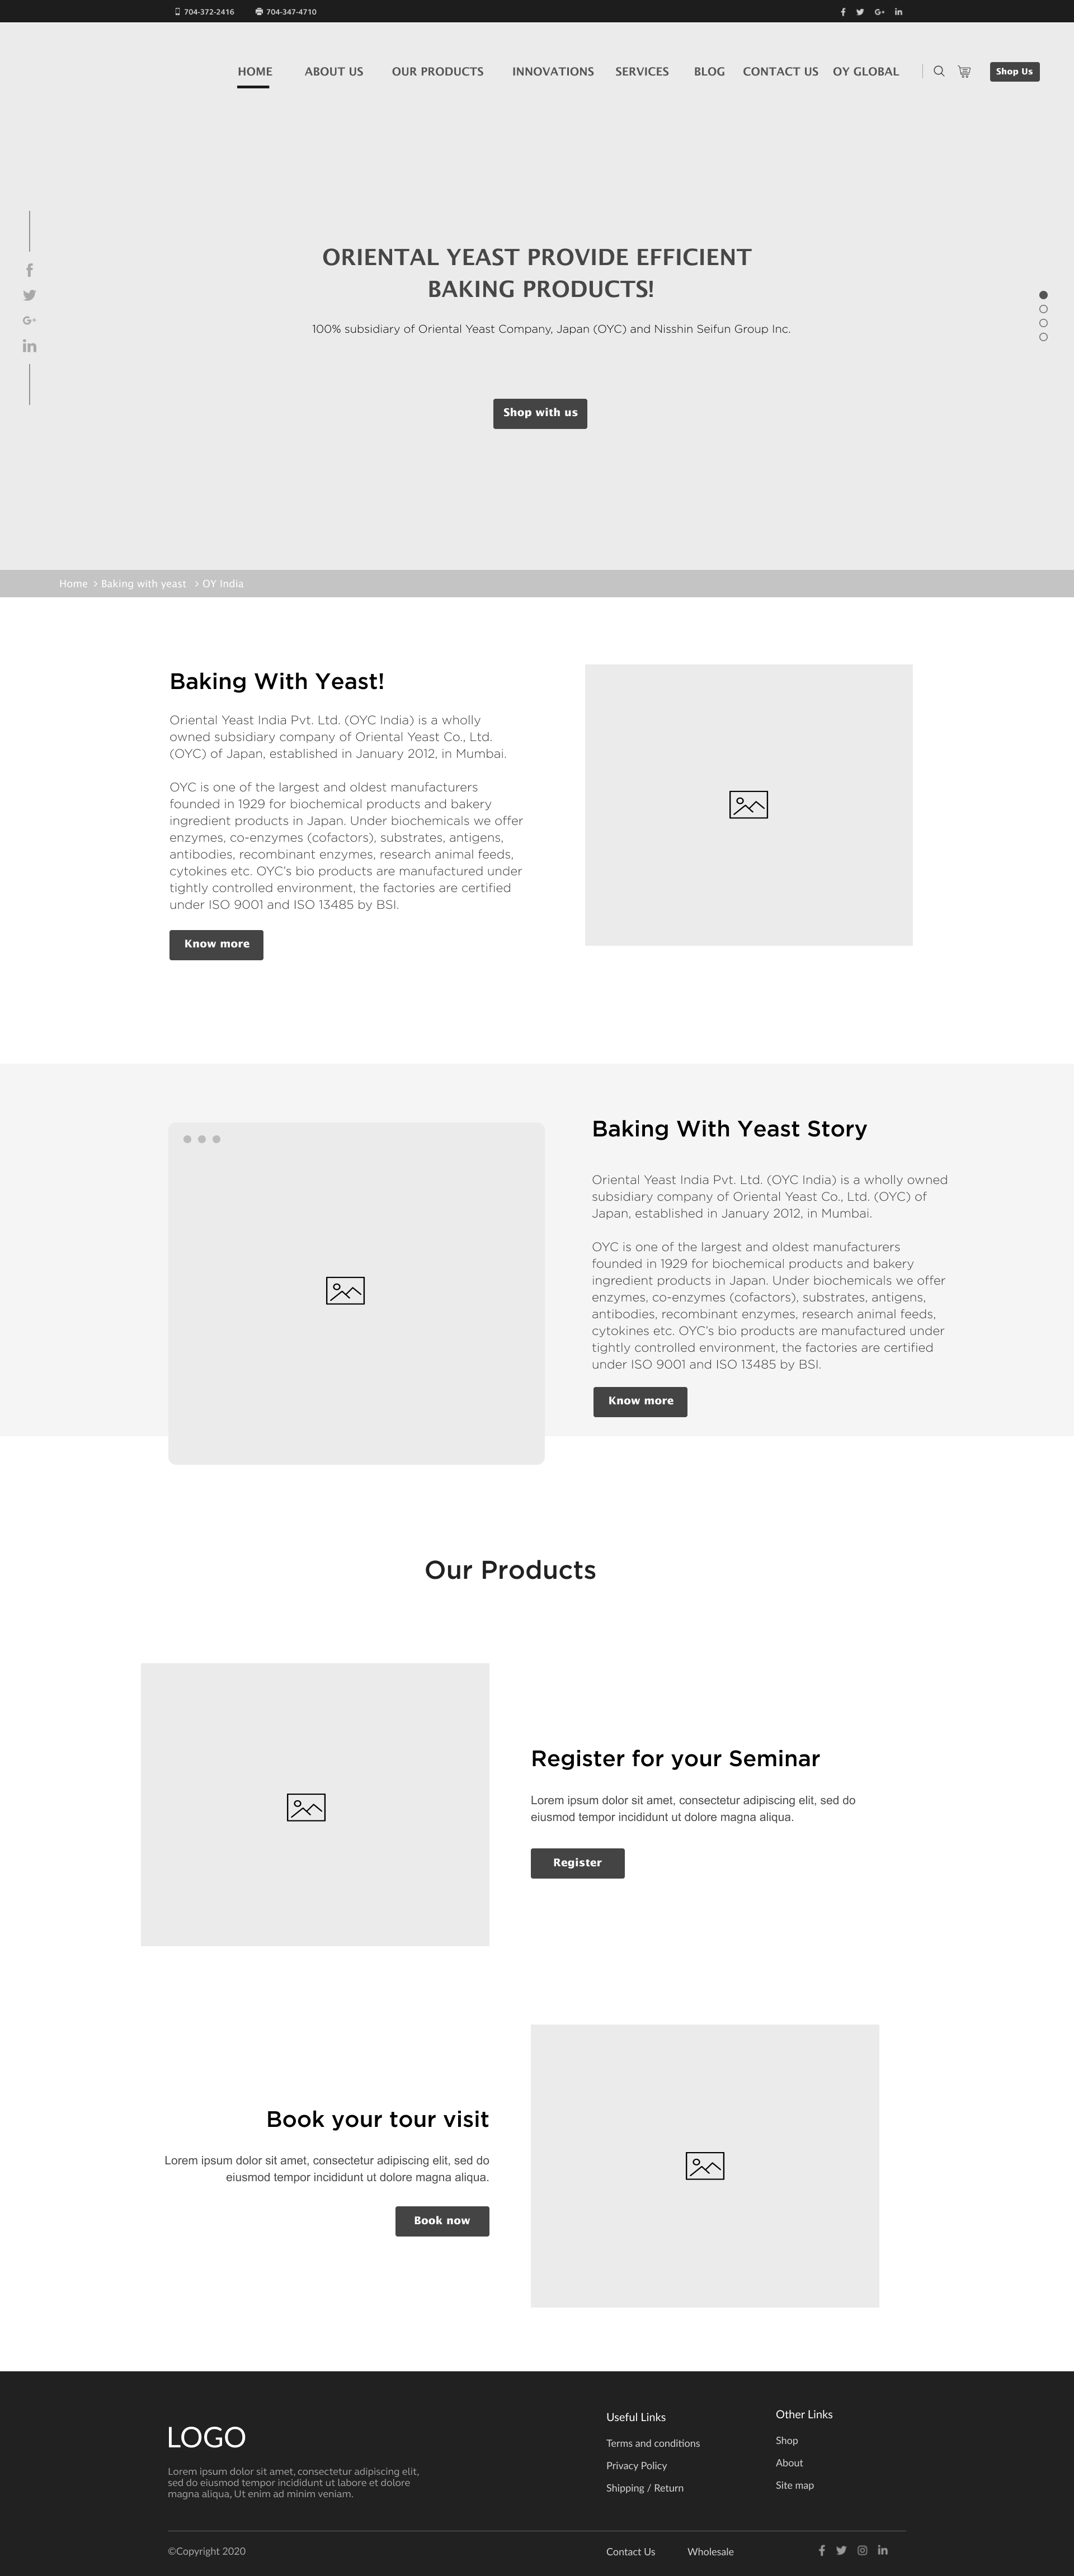 704-372-2416 704-347-4710
HOME ABOUT US OUR PRODUCTS INNOVATIONS SERVICES BLOG CONTACT US OY GLOBAL Shop Us
ORIENTAL YEAST PROVIDE EFFICIENT
BAKING PRODUCTS!
100% subsidiary of Oriental Yeast Company, Japan (OYC) and Nisshin Seifun Group Inc.
Shop with us
Home > Baking with yeast > OY India
Baking With Yeast!
Oriental Yeast India Pvt. Ltd. (OYC India) is a wholly
owned subsidiary company of Oriental Yeast Co., Ltd.
(OYC) of Japan, established in January 2012, in Mumbai.
OYC is one of the largest and oldest manufacturers
founded in 1929 for biochemical products and bakery
ingredient products in Japan. Under biochemicals we offer
enzymes, co-enzymes (cofactors), substrates, antigens,
antibodies, recombinant enzymes, research animal feeds,
cytokines etc. OYC's bio products are manufactured under
tightly controlled environment, the factories are certified
under ISO 9001 and ISO 13485 by BSI.
Know more
Baking With Yeast Story
Oriental Yeast India Pvt. Ltd. (OYC India) is a wholly owned
subsidiary company of Oriental Yeast Co., Ltd. (OYC) of
Japan, established in January 2012, in Mumbai.
OYC is one of the largest and oldest manufacturers
founded in 1929 for biochemical products and bakery
ingredient products in Japan. Under biochemicals we offer
enzymes, co-enzymes (cofactors), substrates, antigens,
antibodies, recombinant enzymes, research animal feeds,
cytokines etc. OYC's bio products are manufactured under
tightly controlled environment, the factories are certified
under ISO 9001 and ISO 13485 by BSI.
Know more
Our Products
Register for your Seminar
Lorem ipsum dolor sit amet, consectetur adipiscing elit, sed do
eiusmod tempor incididunt ut dolore magna aliqua.
Register
Book your tour visit
Lorem ipsum dolor sit amet, consectetur adipiscing elit, sed do
eiusmod tempor incididunt ut dolore magna aliqua.
Book now
LOGO
Lorem ipsum dolor sit amet, consectetur adipiscing elit,
sed do eiusmod tempor incididunt ut labore et dolore
magna aliqua, Ut enim ad minim veniam.
Useful Links
Terms and conditions
Privacy Policy
Shipping / Return
Other Links
Shop
About
Site map
©Copyright 2020
Contact Us Wholesale